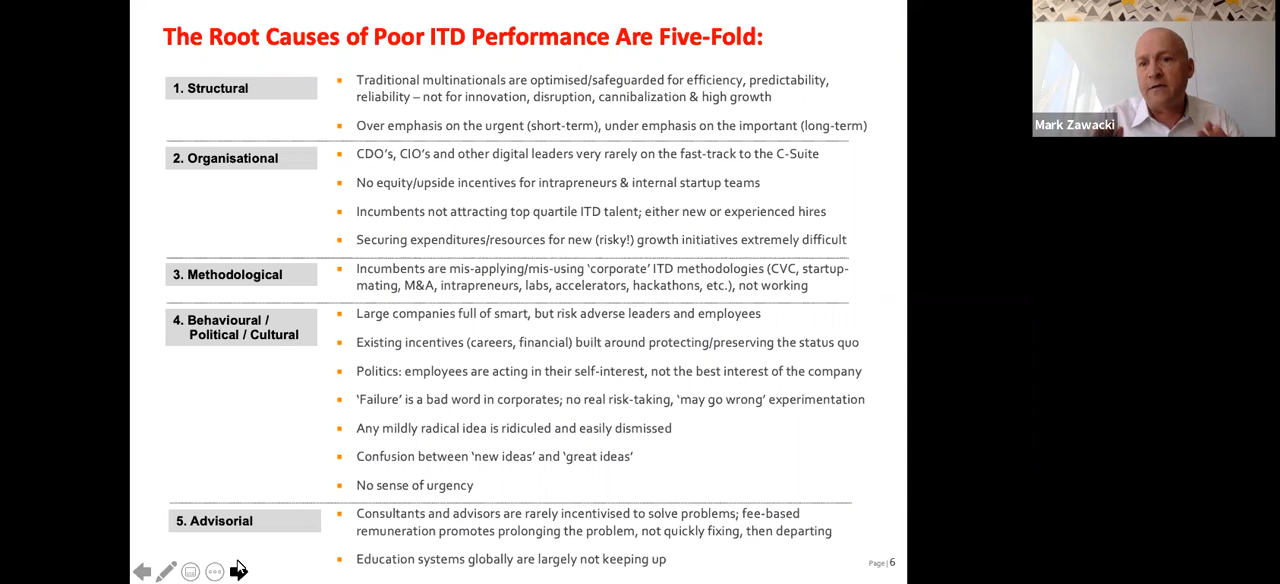 The Root Causes of Poor ITD Performance Are Five-Fold:
1. Structural
▪ Traditional multinationals are optimised/safeguarded for efficiency, predictability,
reliability – not for innovation, disruption, cannibalization & high growth
▪ Over emphasis on the urgent (short-term), under emphasis on the important (long-term)
2. Organisational
▪ CDO's, CIO's and other digital leaders very rarely on the fast-track to the C-Suite
▪ No equity/upside incentives for intrapreneurs & internal startup teams
▪ Incumbents not attracting top quartile ITD talent; either new or experienced hires
▪ Securing expenditures/resources for new (risky!) growth initiatives extremely difficult
3. Methodological
▪ Incumbents are mis-applying/mis-using 'corporate' ITD methodologies (CVC, startup-
mating, M&A, intrapreneurs, labs, accelerators, hackathons, etc.), not working
4. Behavioural /
Political / Cultural
▪ Large companies full of smart, but risk adverse leaders and employees
▪ Existing incentives (careers, financial) built around protecting/preserving the status quo
▪ Politics: employees are acting in their self-interest, not the best interest of the company
▪ 'Failure' is a bad word in corporates; no real risk-taking, 'may go wrong' experimentation
▪ Any mildly radical idea is ridiculed and easily dismissed
▪ Confusion between 'new ideas' and 'great ideas'
▪ No sense of urgency
5. Advisorial
▪ Consultants and advisors are rarely incentivised to solve problems; fee-based
remuneration promotes prolonging the problem, not quickly fixing, then departing
▪ Education systems globally are largely not keeping up
Page | 6
Mark Zawacki